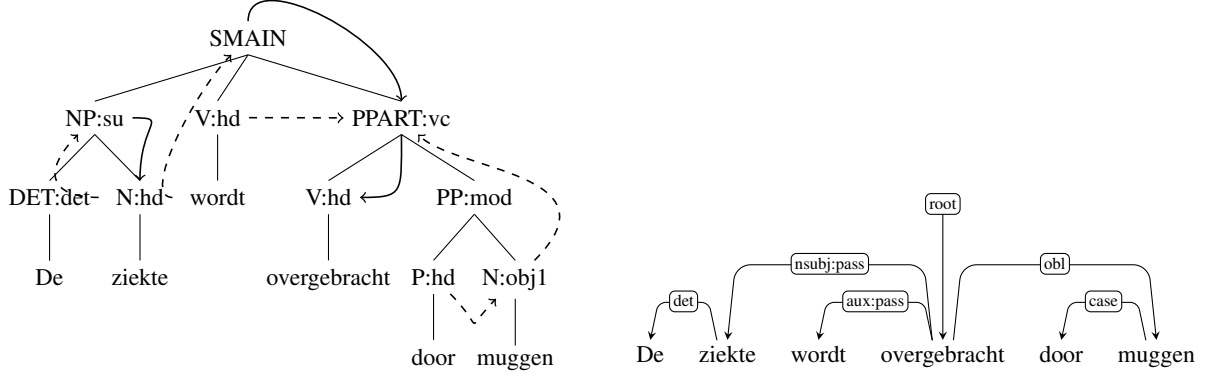 SMAIN
NP:su V:hd PPART:vc
DET:det N:hd wordt V:hd PP:mod
De ziekte overgebracht P:hd N:obj1
door muggen
root
nsubj:pass obl
det aux:pass case
De ziekte wordt overgebracht door muggen